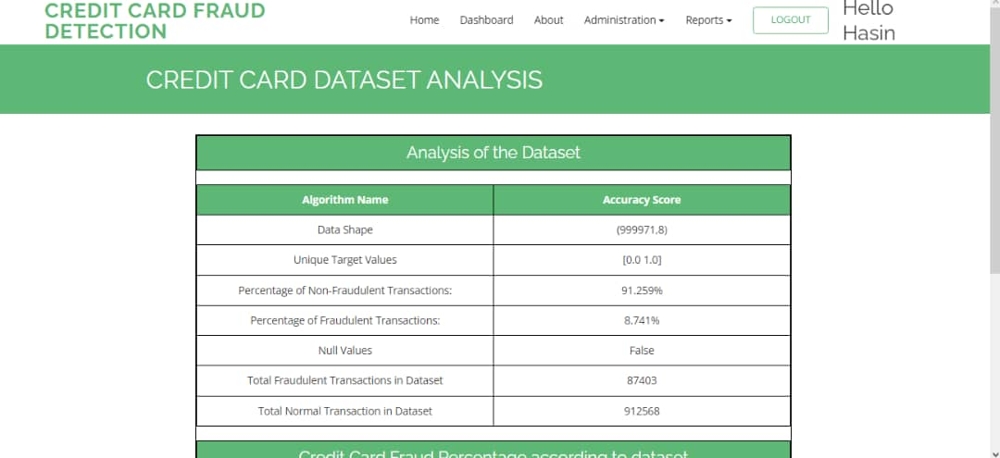 CREDIT CARD FRAUD
DETECTION
Home Dashboard About Administration Reports LOGOUT
Hello
Hasin
CREDIT CARD DATASET ANALYSIS
Analysis of the Dataset
Algorithm Name Accuracy Score
Data Shape (999971,8)
Unique Target Values [0.0 1.0]
Percentage of Non-Fraudulent Transactions: 91.259%
Percentage of Fraudulent Transactions: 8.741%
Null Values False
Total Fraudulent Transactions in Dataset 87403
Total Normal Transaction in Dataset 912568
Credit Card Fraud Percentage according to dataset